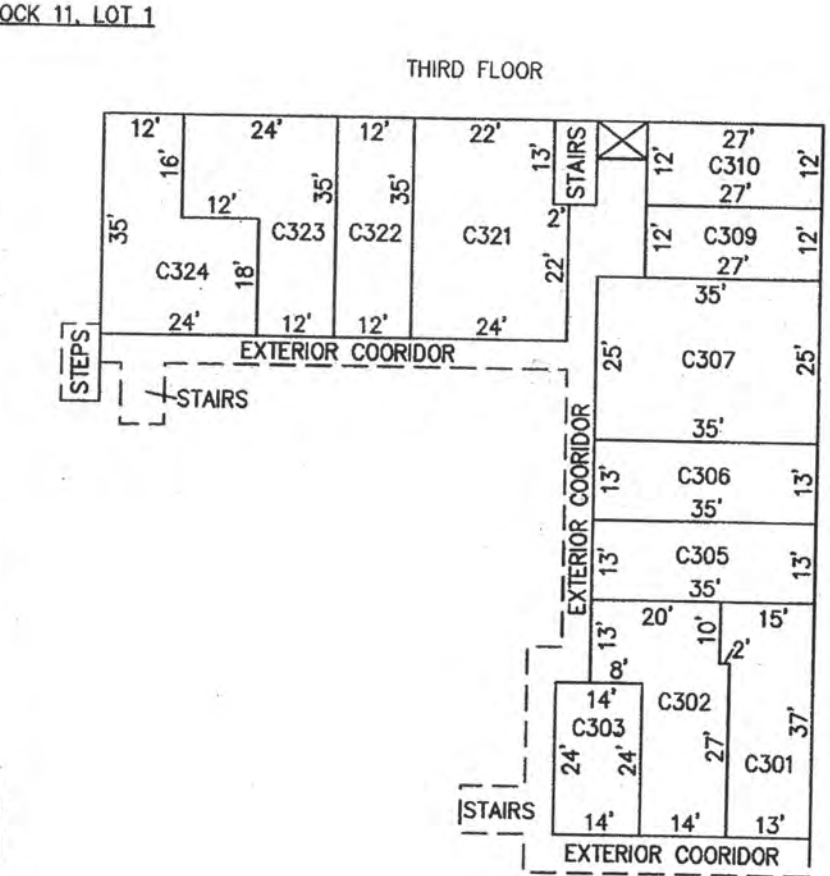 OCK 11, LOT 1
THIRD FLOOR
12' 24' 12' 22'
16' 35' 35' 13' STAIRS
35' 12' C323 C322 C321 2'
C324 18' 22'
24' 12' 12' 24'
STEPS
EXTERIOR COORIDOR
STAIRS
27'
12' C310 12'
27'
12' C309 12'
27'
35'
25' C307 25'
35'
EXTERIOR COORIDOR
13' C306 13'
35'
13' C305 13'
35'
20' 10' 15'
13' 2'
8'
14' C302 37'
C303
24' 24' 27' C301
STAIRS
14' 14' 13'
EXTERIOR COORIDOR